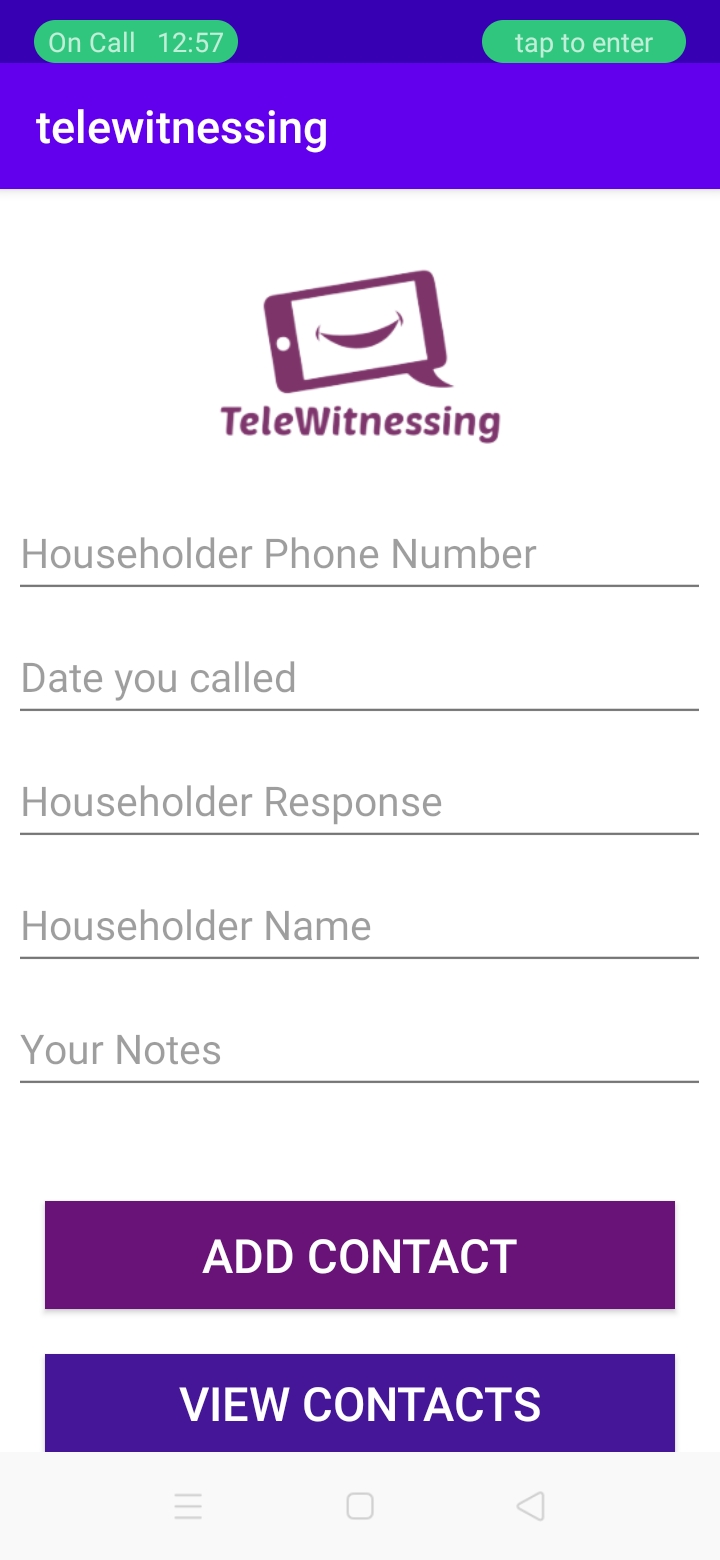 On Call 12:57 tap to enter
telewitnessing
TeleWitnessing
Householder Phone Number
Date you called
Householder Response
Householder Name
Your Notes
ADD CONTACT
VIEW CONTACTS